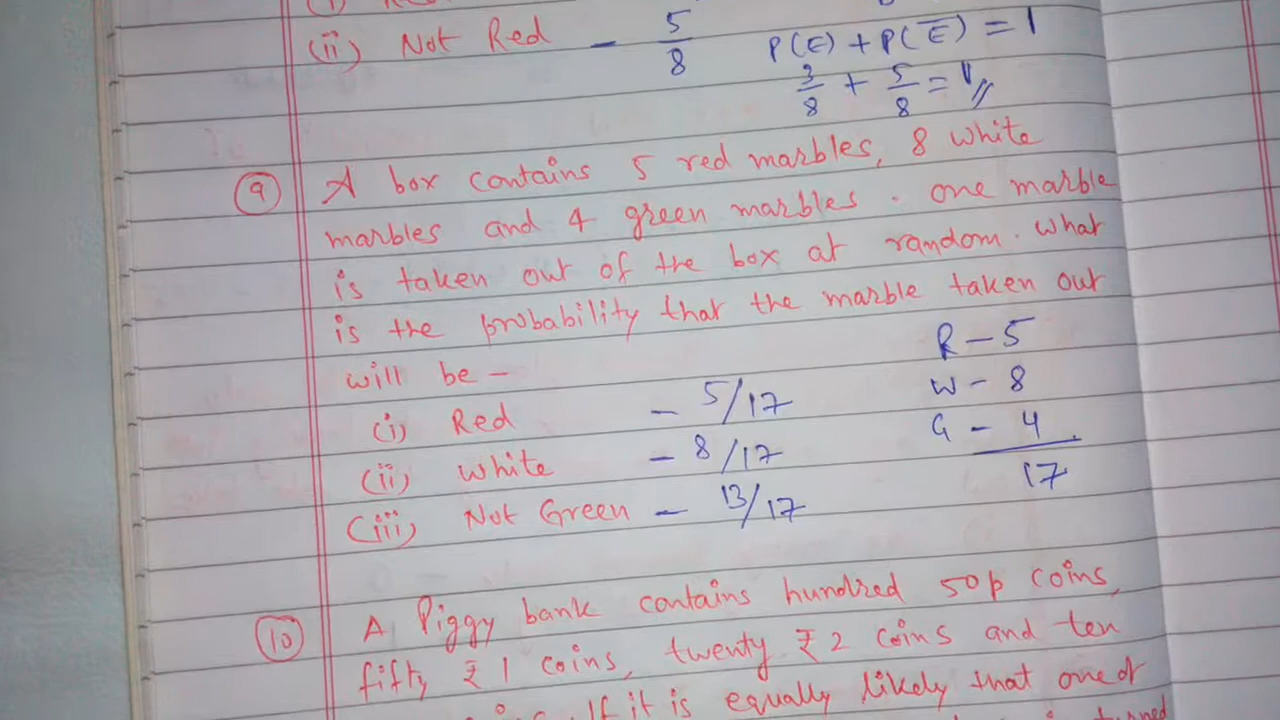 (i)
(ii) Not Red - 5/8
P(E) + P(E̅) = 1
3/8 + 5/8 = 1//
(9) A box contains 5 red marbles, 8 white
marbles and 4 green marbles. one marble
is taken out of the box at random. what
is the probability that the marble taken out
will be -
(i) Red - 5/17
(ii) white - 8/17
(iii) Not Green - 13/17
R - 5
W - 8
G - 4
17
(10) A Piggy bank contains hundred 50p coins,
fifty ₹ 1 coins, twenty ₹ 2 coins and ten
If it is equally likely that one of
turned